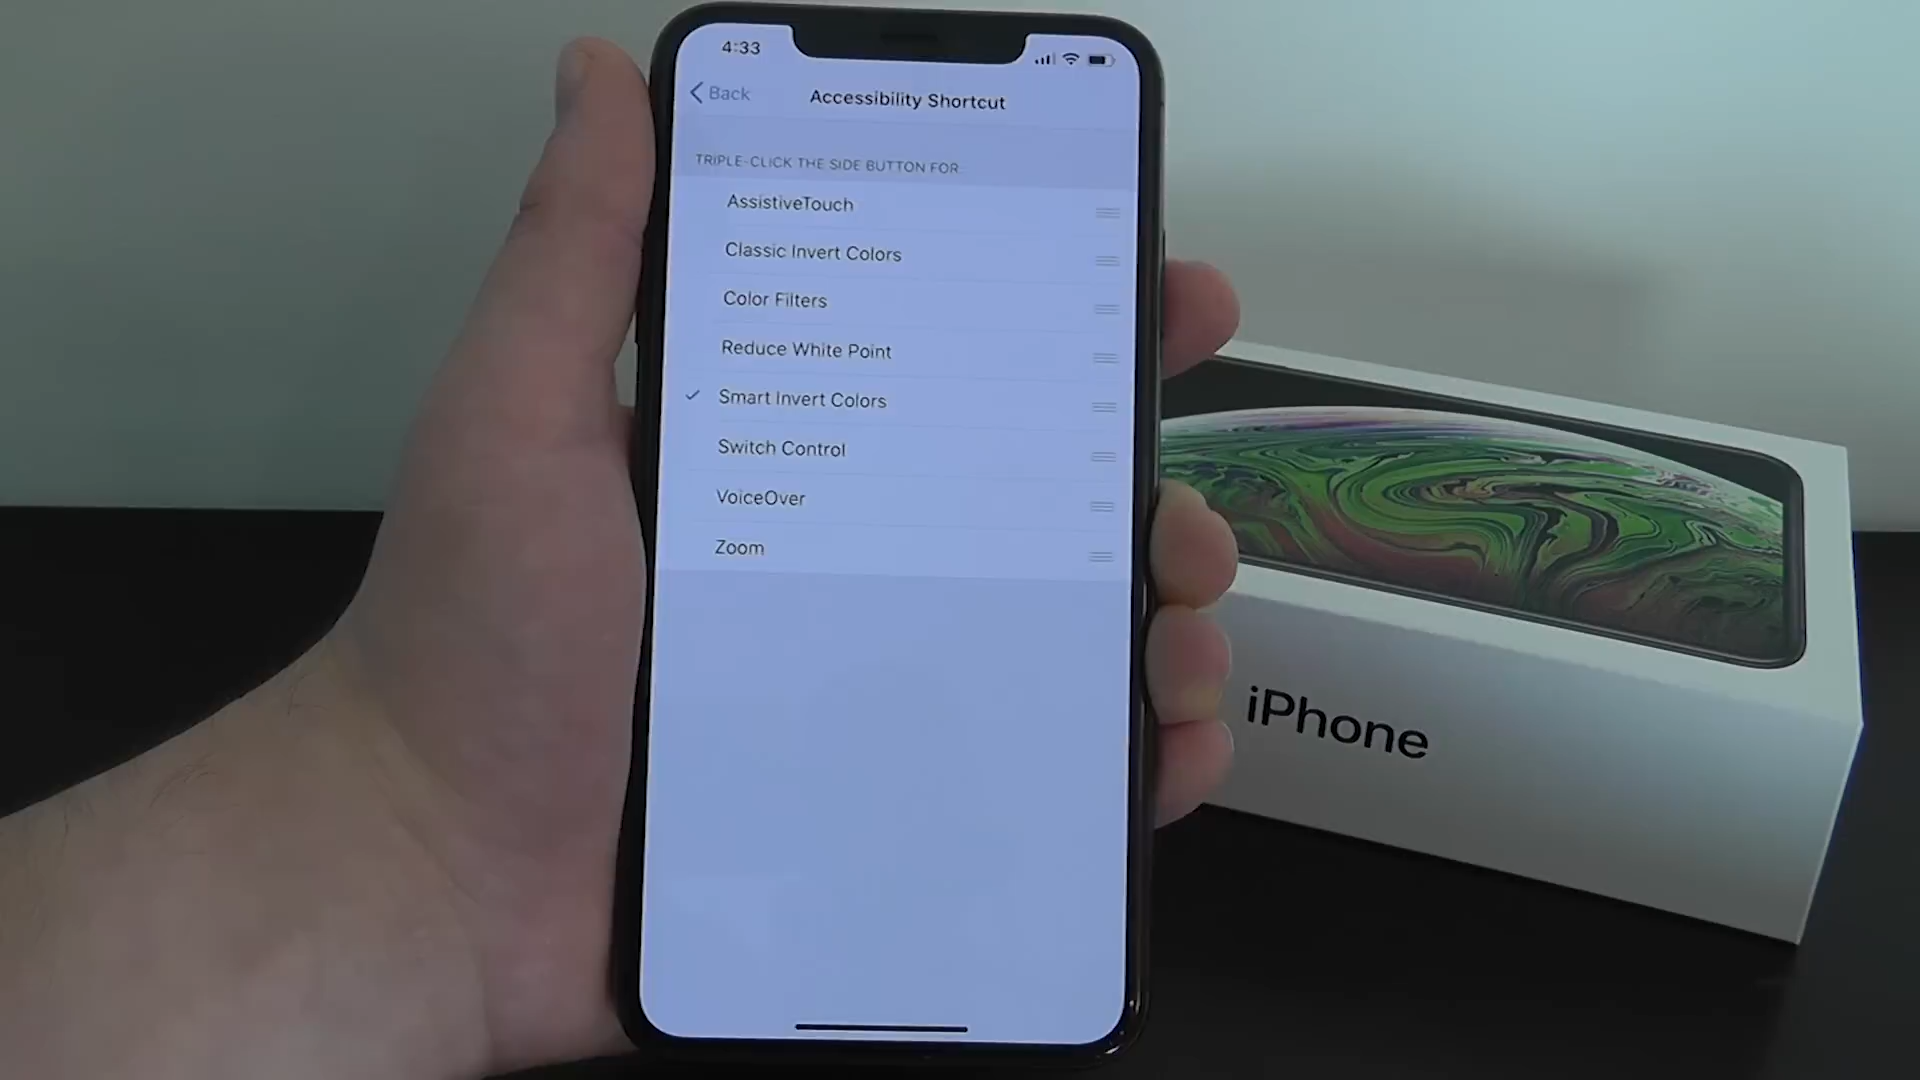 4:33
Back
Accessibility Shortcut
TRIPLE-CLICK THE SIDE BUTTON FOR:
AssistiveTouch
Classic Invert Colors
Color Filters
Reduce White Point
Smart Invert Colors
Switch Control
VoiceOver
Zoom
iPhone